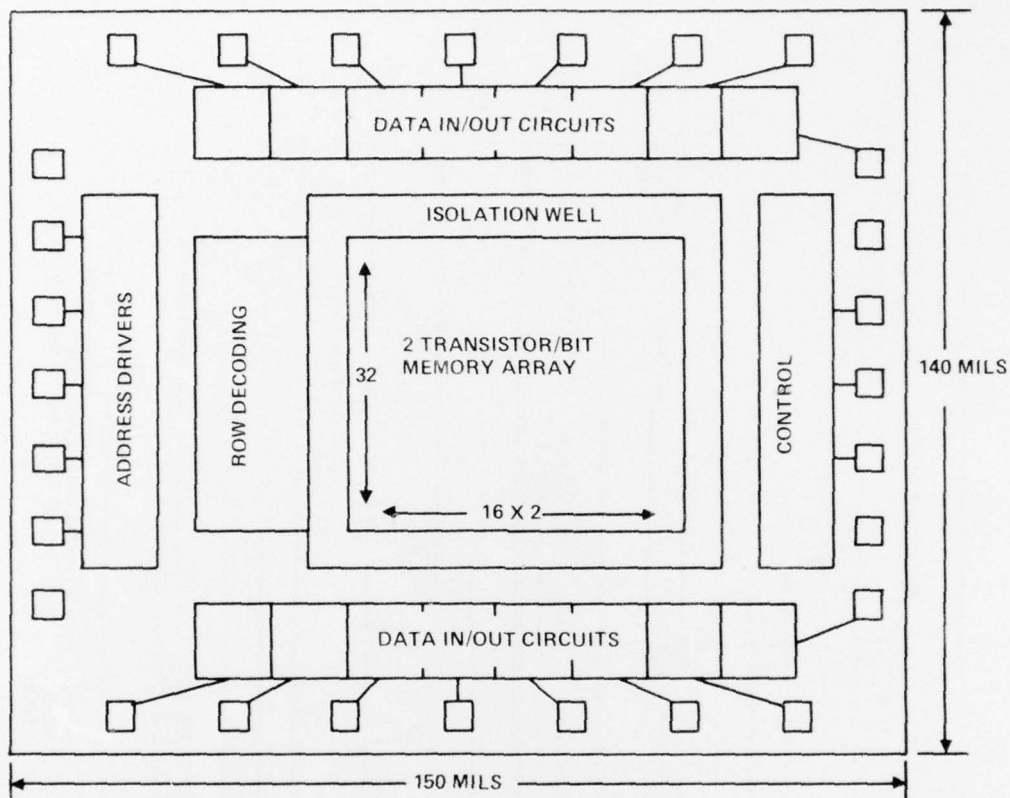 DATA IN/OUT CIRCUITS
ISOLATION WELL
ADDRESS DRIVERS
ROW DECODING
2 TRANSISTOR/BIT
MEMORY ARRAY
32
16 X 2
CONTROL
140 MILS
DATA IN/OUT CIRCUITS
150 MILS